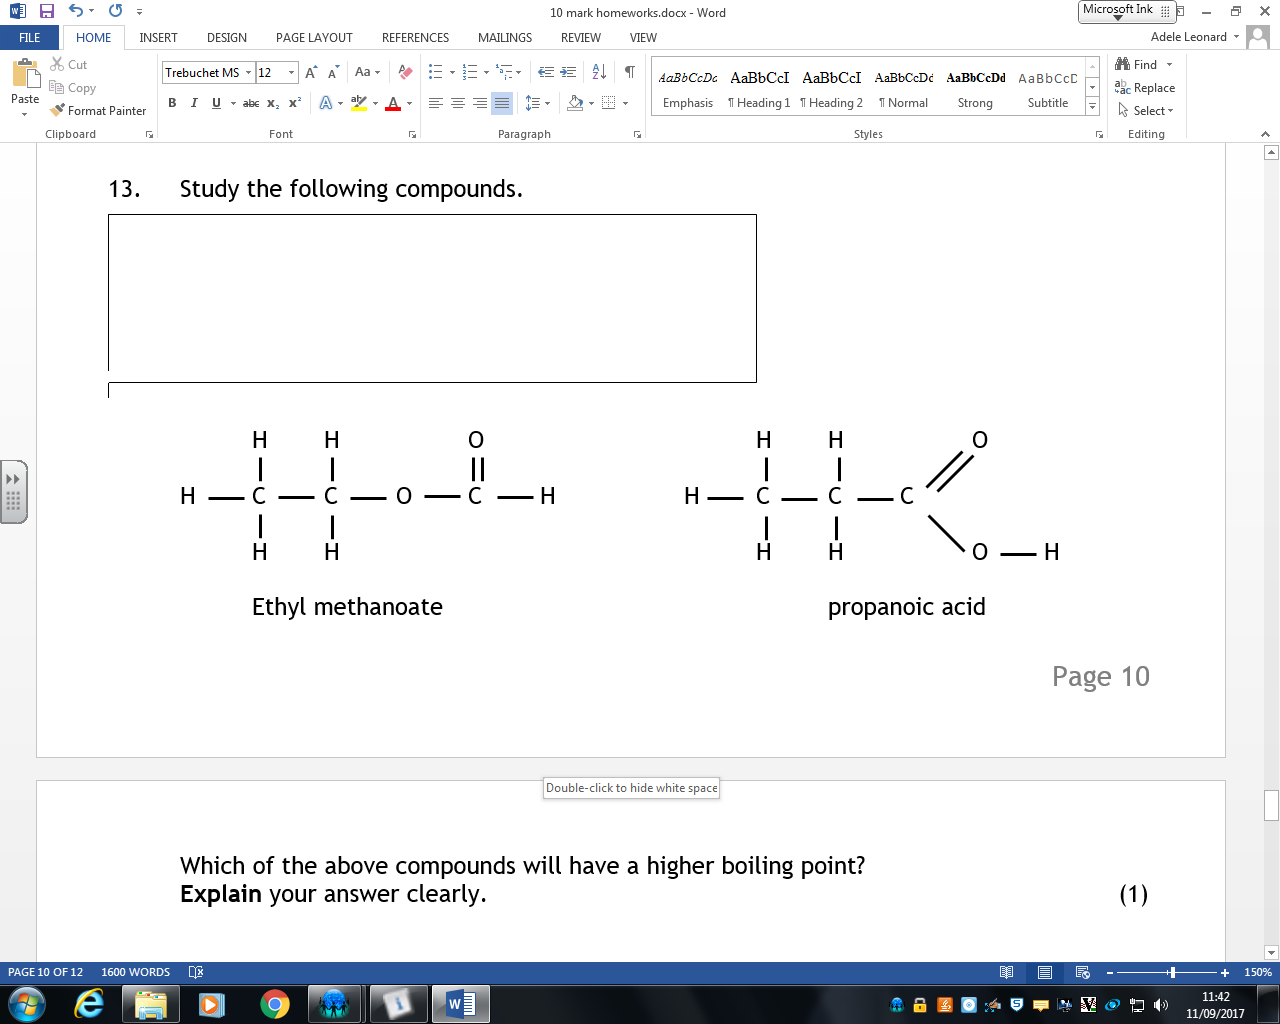 10 mark homeworks.docx - Word
Microsoft Ink
FILE HOME INSERT DESIGN PAGE LAYOUT REFERENCES MAILINGS REVIEW VIEW
Adele Leonard
Paste
Cut
Copy
Format Painter
Clipboard
Trebuchet MS 12
Font
Paragraph
AaBbCcDc AaBbCcI AaBbCcI AaBbCcDd AaBbCcDd AaBbCcD
Emphasis ¶ Heading 1 ¶ Heading 2 ¶ Normal Strong Subtitle
Styles
Find
Replace
Select
Editing
13. Study the following compounds.
H H O H H O
H C C O C H H C C C
H H H H O H
Ethyl methanoate propanoic acid
Page 10
Double-click to hide white space
Which of the above compounds will have a higher boiling point?
Explain your answer clearly. (1)
PAGE 10 OF 12 1600 WORDS
150%
11:42
11/09/2017